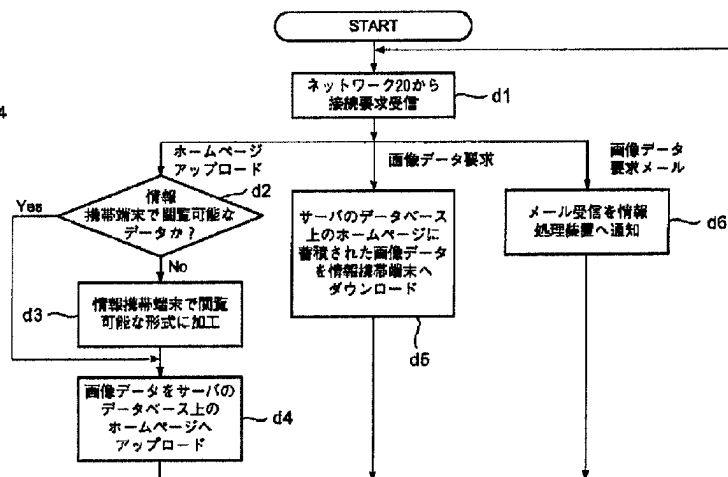 START
ネットワーク20から
接続要求受信
d1
4
ホームページ
アップロード
画像データ要求
画像データ
要求メール
d2
情報
携帯端末で閲覧可能な
データか?
Yes
No
サーバのデータベース
上のホームページに
蓄積された画像データ
を情報携帯端末へ
ダウンロード
d5
メール受信を情報
処理装置へ通知
d6
d3
情報携帯端末で閲覧
可能な形式に加工
画像データをサーバの
データベース上の
ホームページへ
アップロード
d4